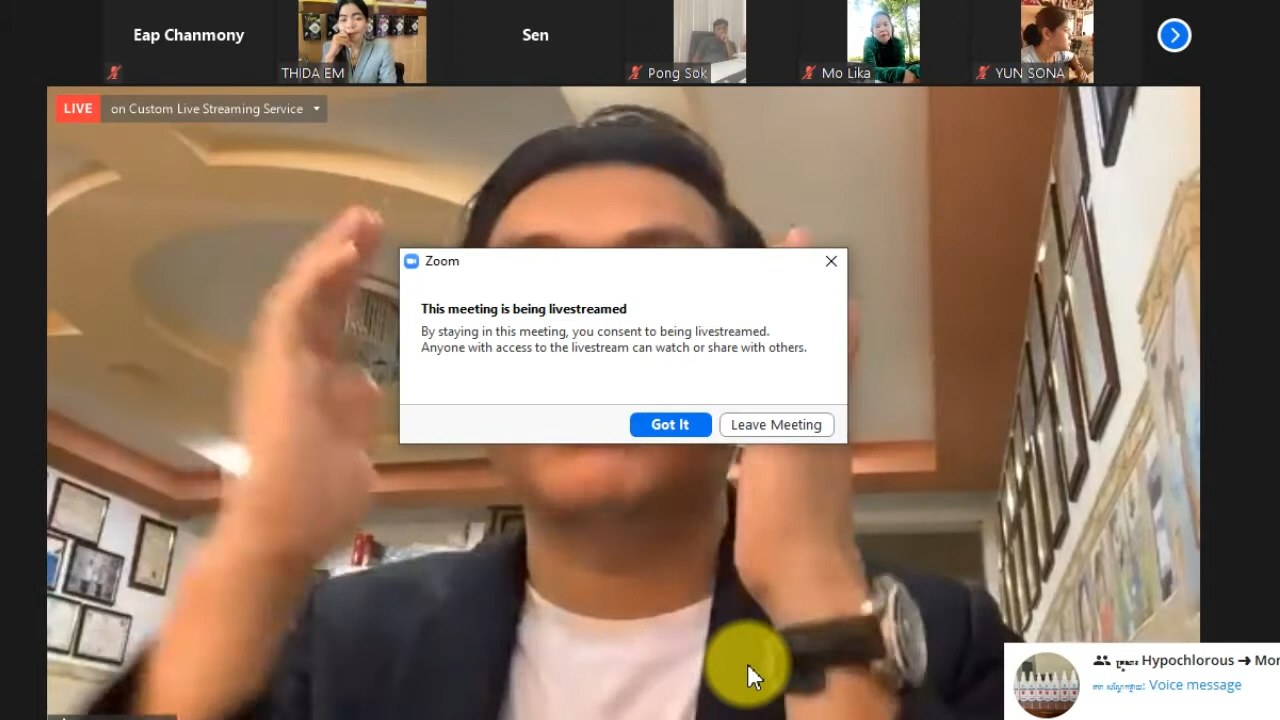 Eap Chanmony
THIDA EM
Sen
Pong Sok
Mo Lika
YUN SONA
LIVE
on Custom Live Streaming Service
Zoom
This meeting is being livestreamed
By staying in this meeting, you consent to being livestreamed.
Anyone with access to the livestream can watch or share with others.
Got It
Leave Meeting
Hypochlorous ➔ Mor
Voice message